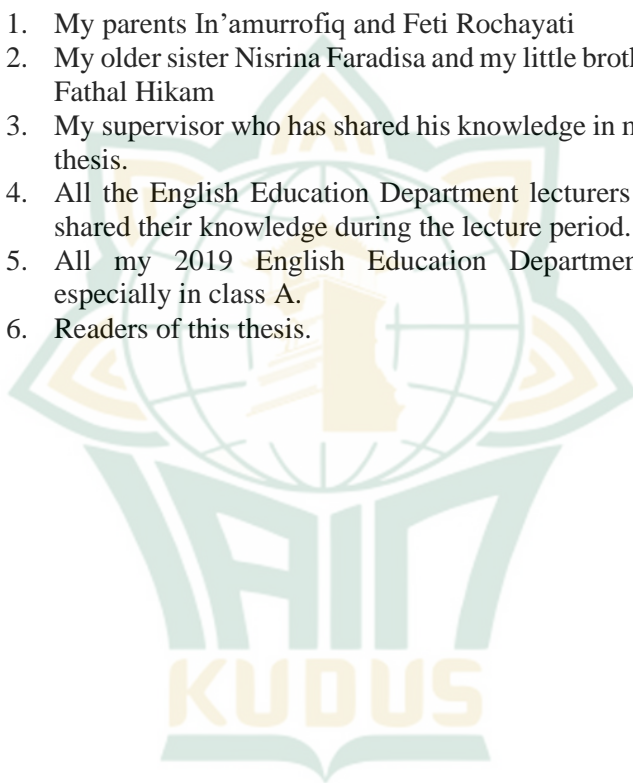 1. My parents In’amurrofiq and Feti Rochayati
2. My older sister Nisrina Faradisa and my little
Fathal Hikam
3. My supervisor who has shared his knowledge in
thesis.
4. All the English Education Department lecturers
shared their knowledge during the lecture period.
5. All my 2019 English Education
especially in class A.
6. Readers of this thesis.
IAIN
KUDUS